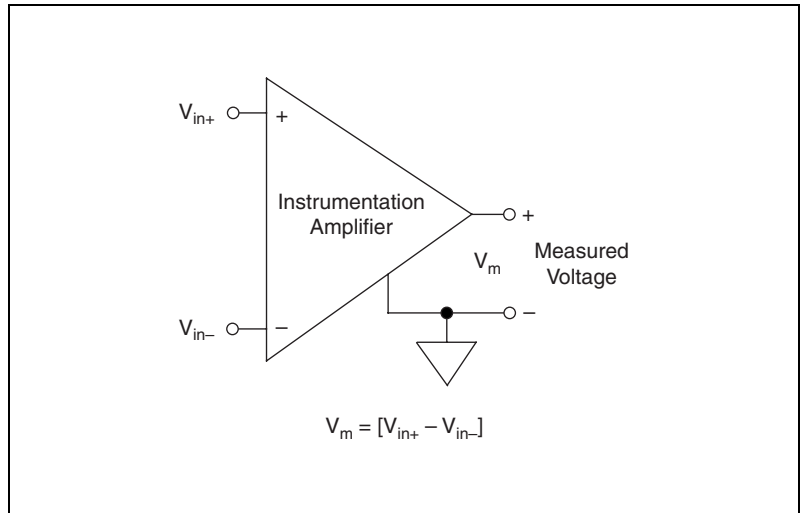 V_in+
+
Instrumentation
Amplifier
+
V_m
Measured
Voltage
V_in–
–
–
V_m = [V_in+ – V_in–]